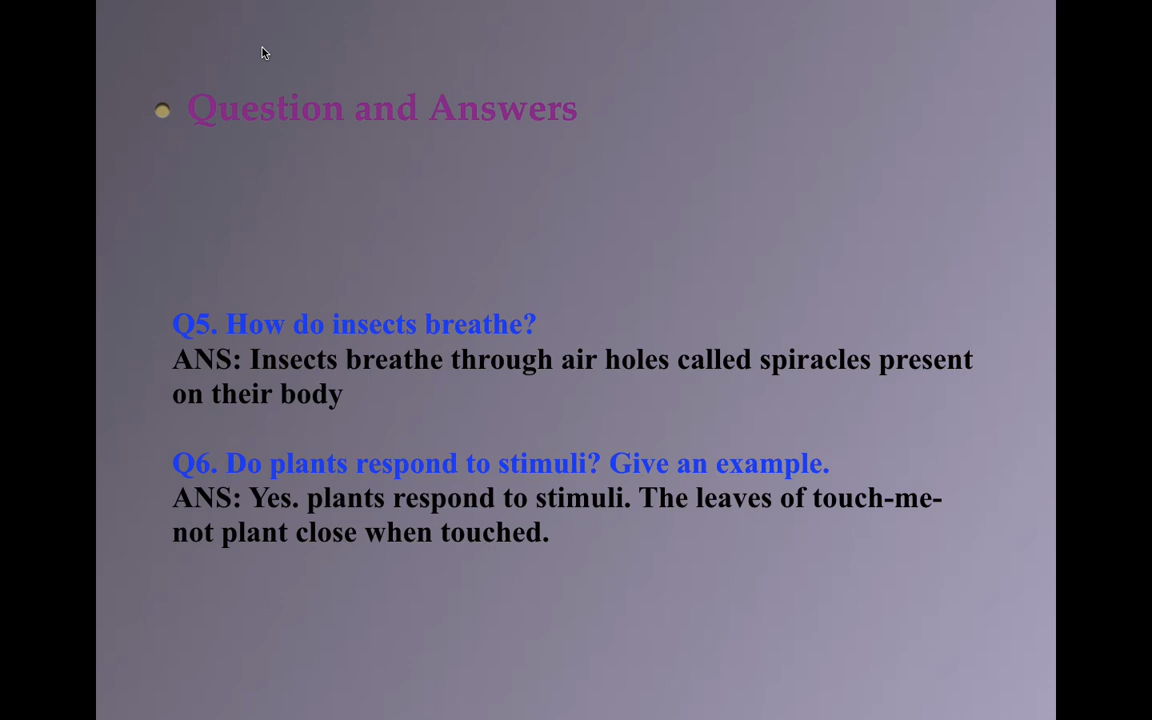 Question and Answers
Q5. How do insects breathe?
ANS: Insects breathe through air holes called spiracles present
on their body
Q6. Do plants respond to stimuli? Give an example.
ANS: Yes. plants respond to stimuli. The leaves of touch-me-
not plant close when touched.